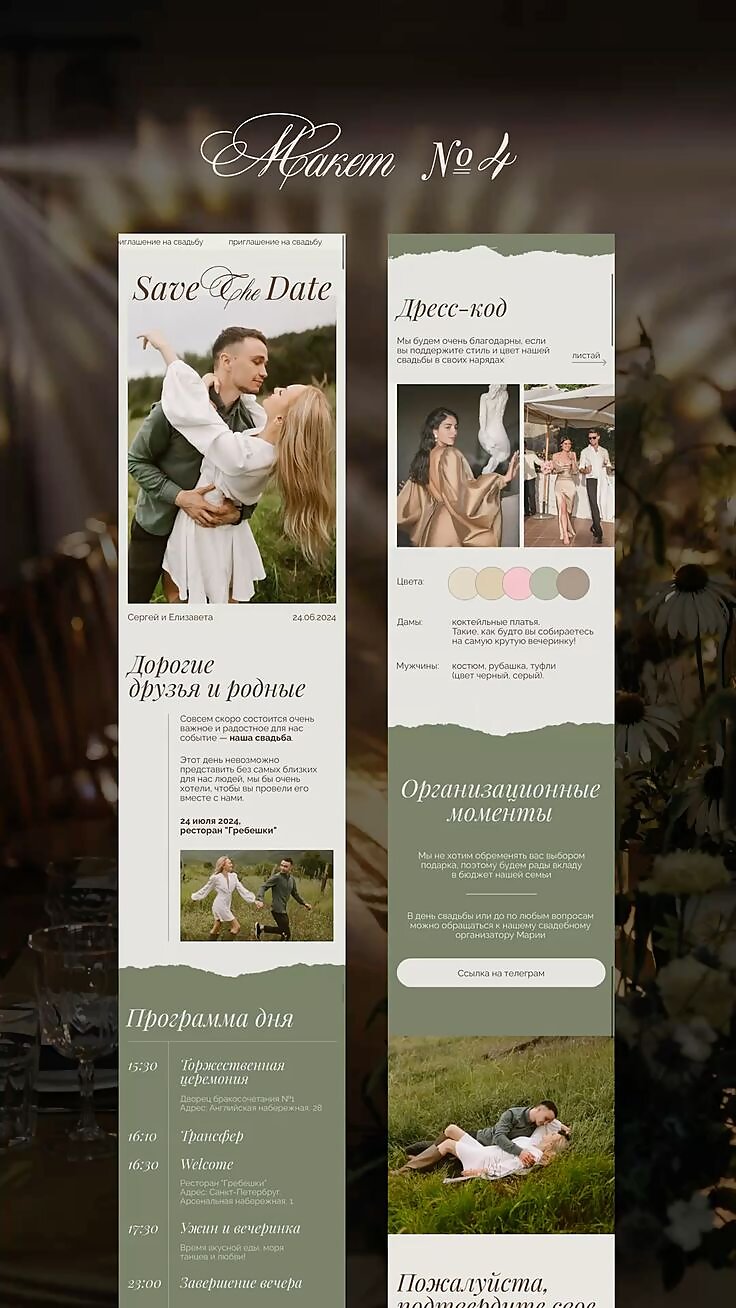 Макет №4
приглашение на свадьбу
Save The Date
Сергей и Елизавета 24.06.2024
Дорогие
друзья и родные
Совсем скоро состоится очень
важное и радостное для нас
событие — наша свадьба.
Этот день невозможно
представить без самых близких
для нас людей, мы бы очень
хотели, чтобы вы провели его
вместе с нами.
24 июля 2024,
ресторан "Гребешки"
Программа дня
15:30 Торжественная
церемония
Дворец бракосочетания №1
Адрес: Английская набережная, 28
16:10 Трансфер
16:30 Welcome
Ресторан "Гребешки"
Адрес: Санкт-Петербург,
Арсенальная набережная, 1
17:30 Ужин и вечеринка
Время вкусной еды, моря
танцев и любви!
23:00 Завершение вечера
Дресс-код
Мы будем очень благодарны, если
вы поддержите стиль и цвет нашей
свадьбы в своих нарядах
листай
Цвета:
Дамы: коктейльные платья.
Такие, как будто вы собираетесь
на самую крутую вечеринку!
Мужчины: костюм, рубашка, туфли
(цвет черный, серый).
Организационные
моменты
Мы не хотим обременять вас выбором
подарка, поэтому будем рады вкладу
в бюджет нашей семьи
В день свадьбы или до по любым вопросам
можно обращаться к нашему свадебному
организатору Марии
Ссылка на телеграм
Пожалуйста,
подтвердите свое